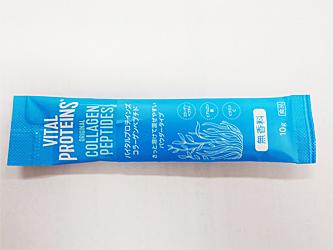 VITAL
PROTEINS
ORIGINAL
COLLAGEN
PEPTIDES
バイタルプロテインズ
コラーゲンペプチド
さっと溶けて混ぜやすい
パウダータイプ
無香料
10g